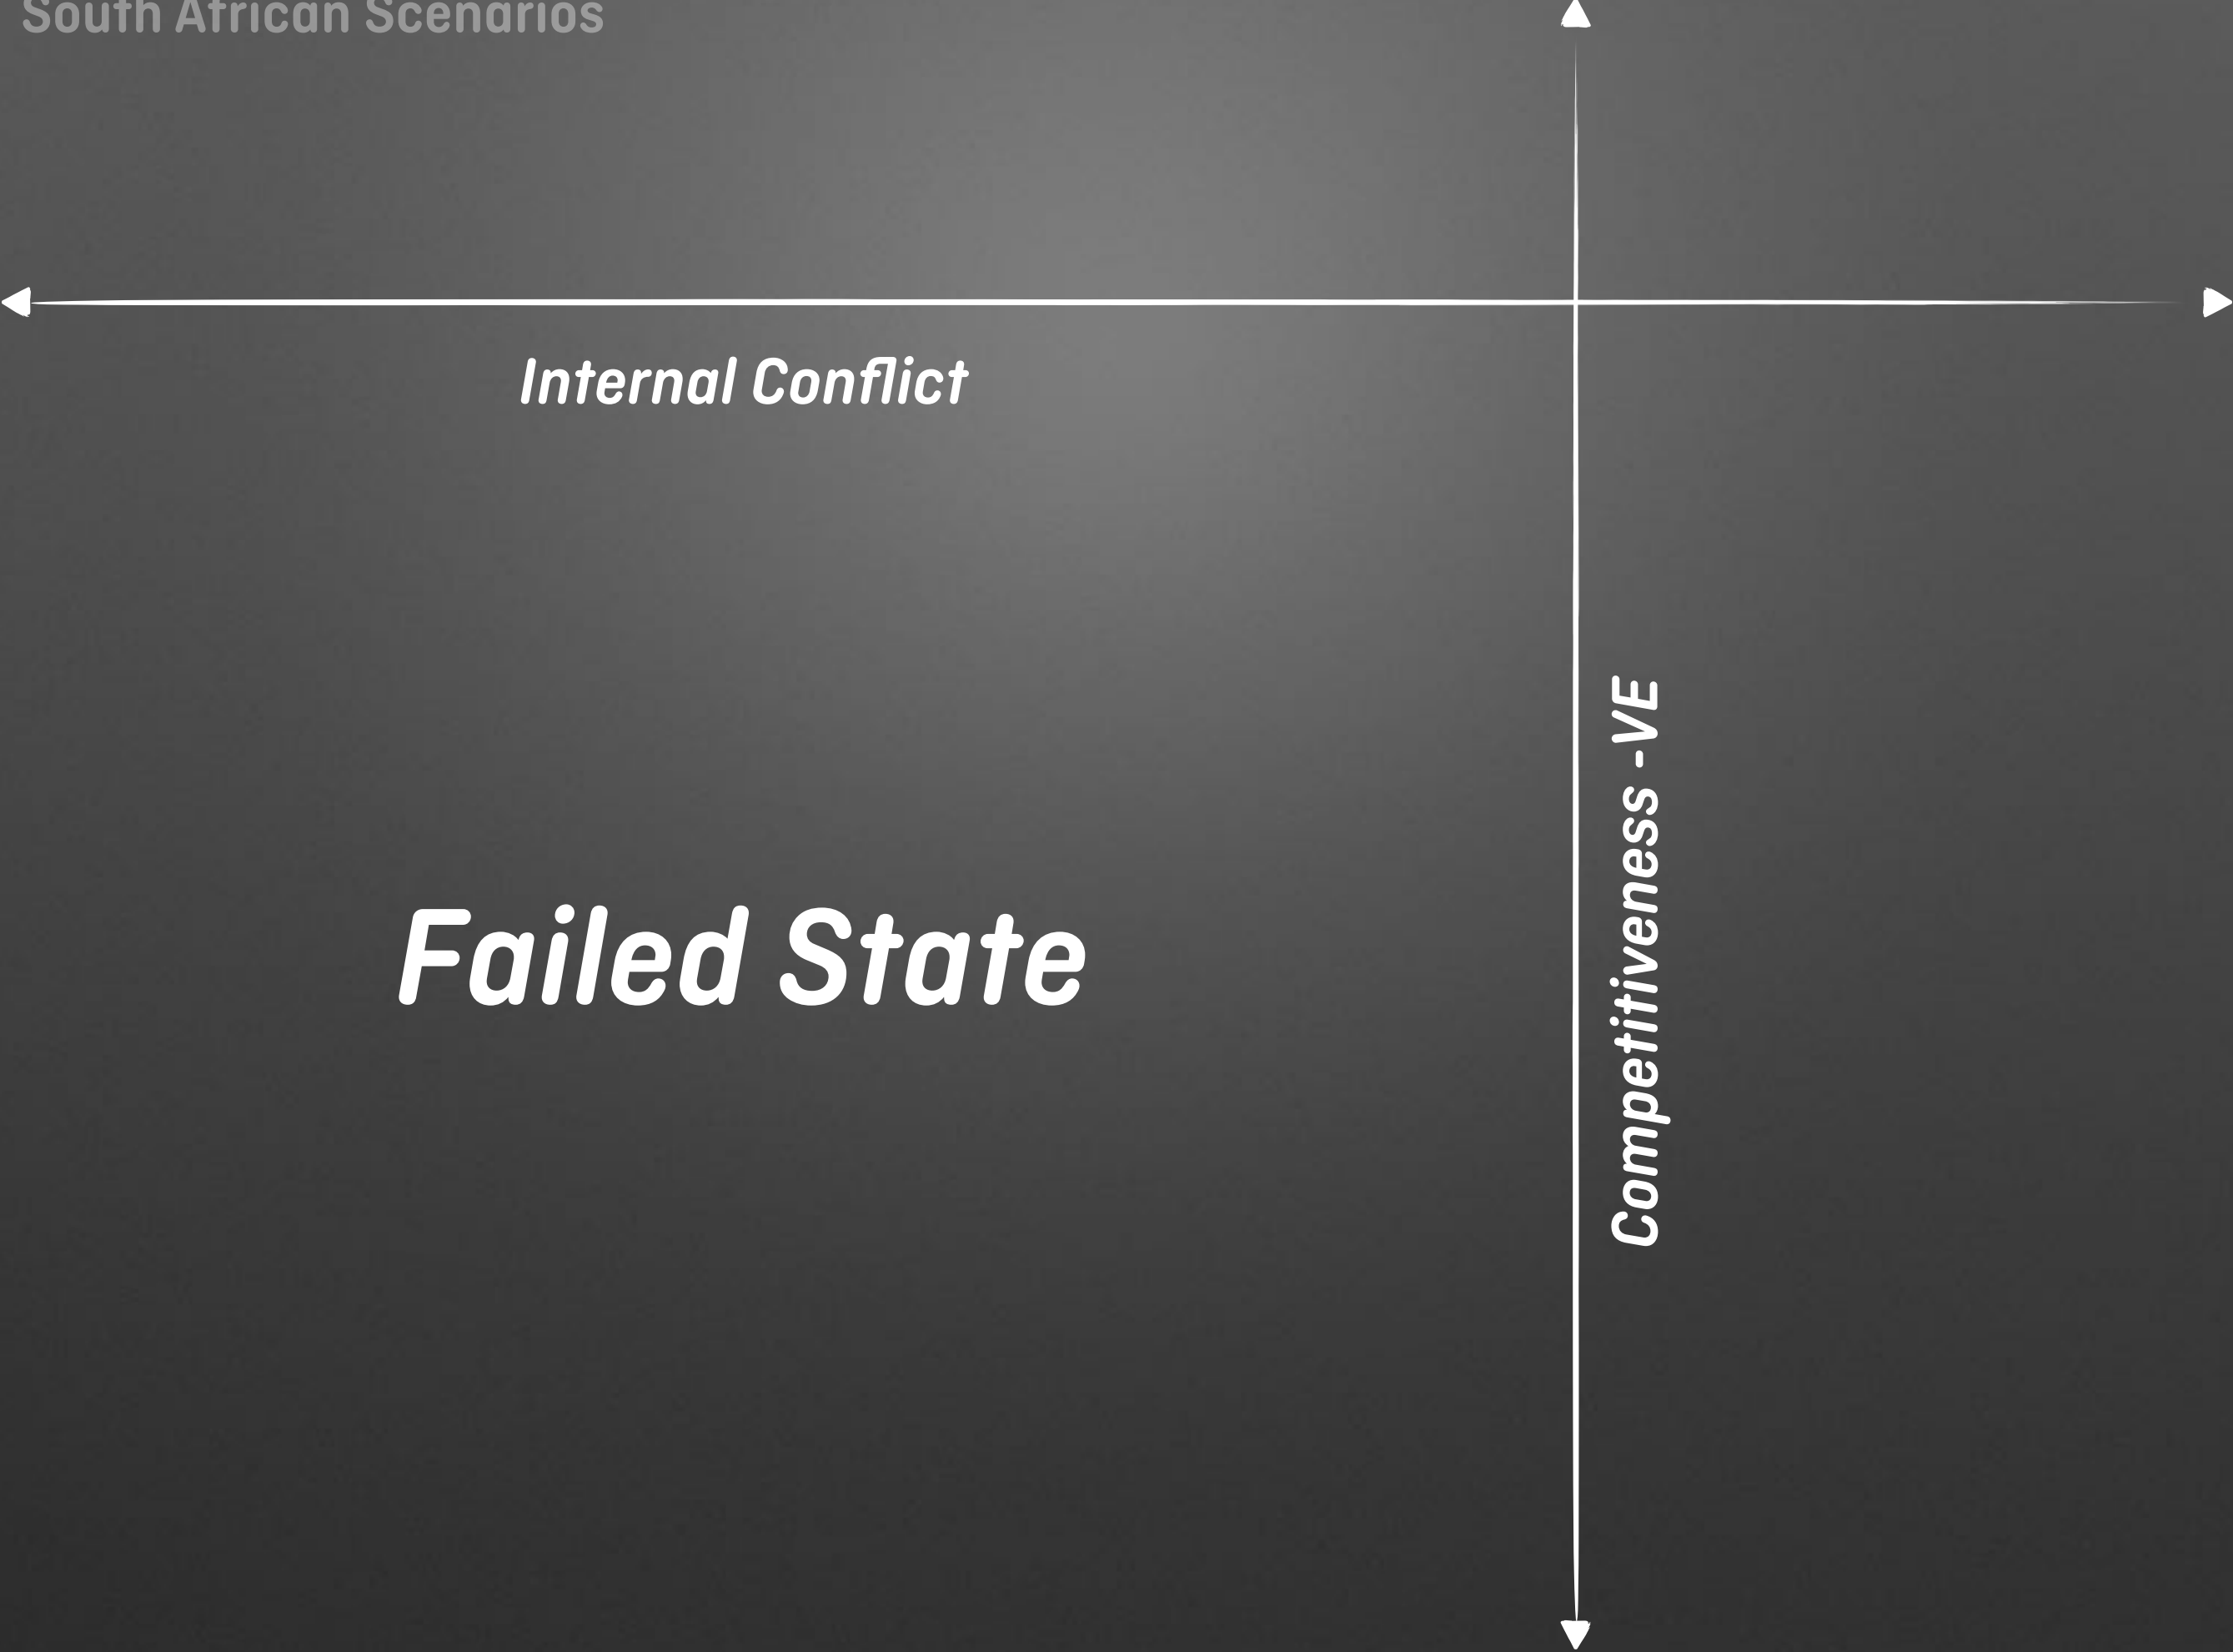 South African Scenarios
Internal Conflict
Competitiveness -VE
Failed State